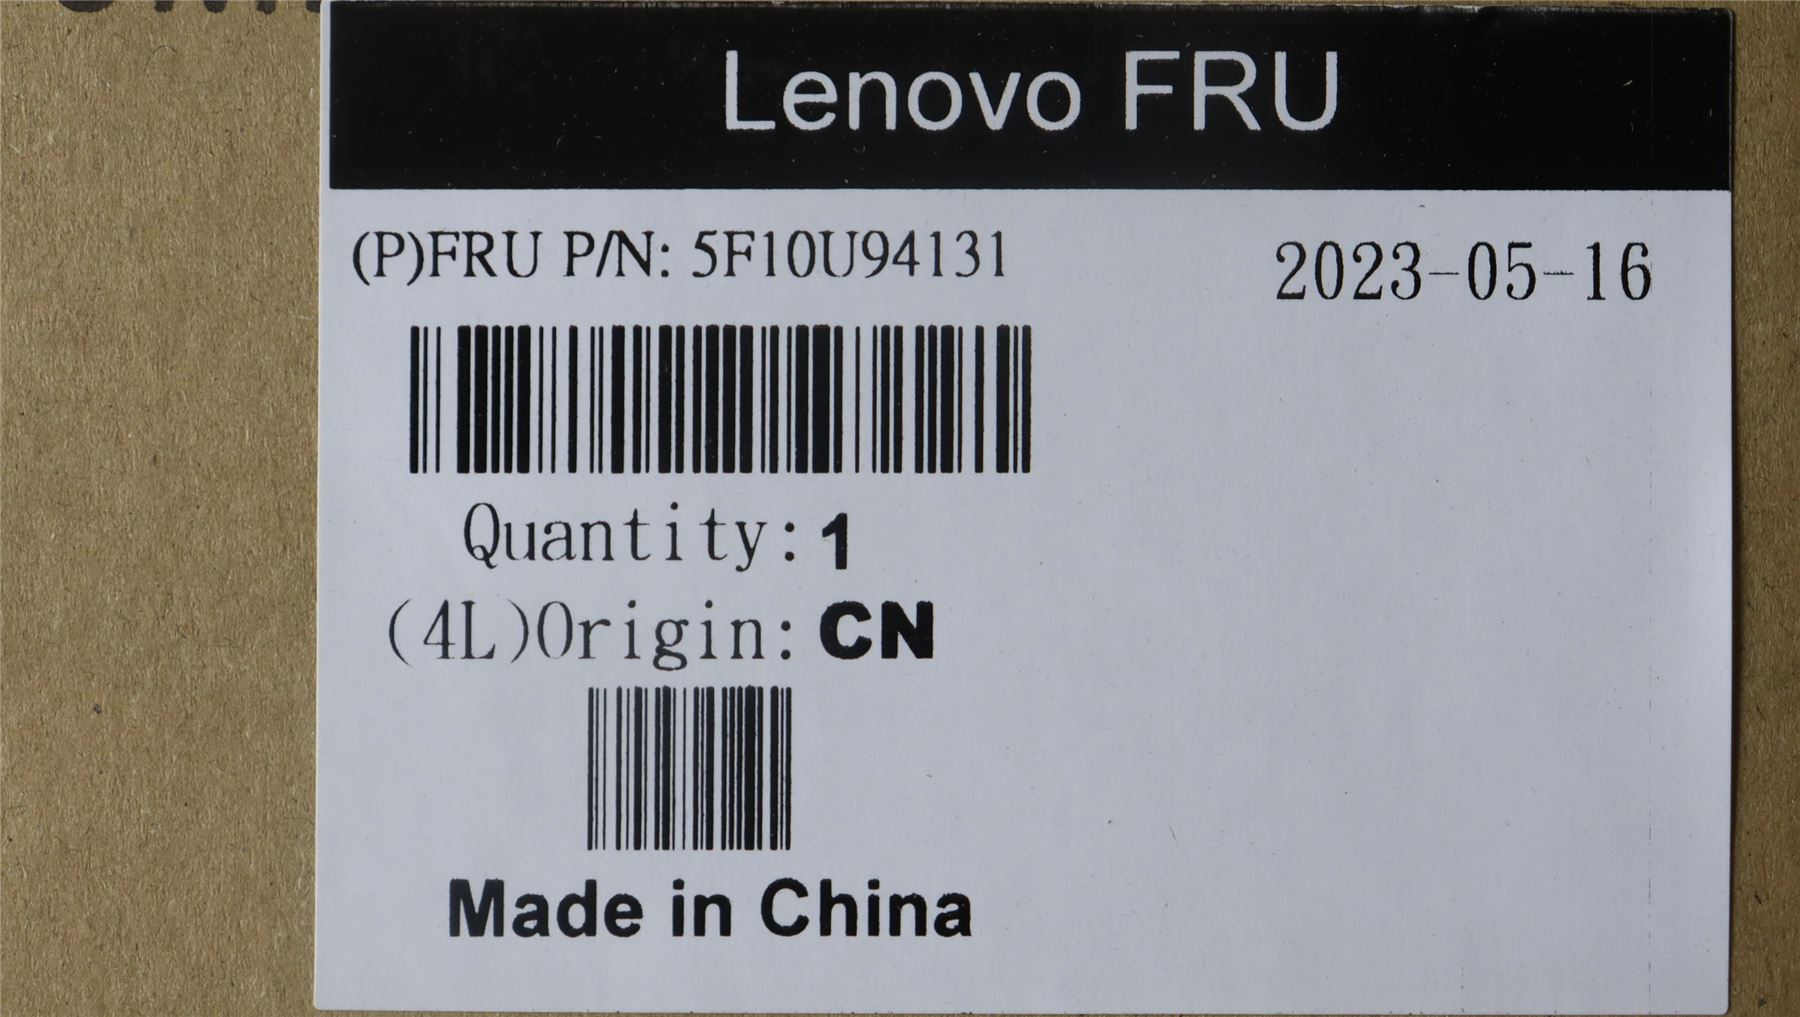 Lenovo FRU
(P)FRU P/N: 5F10U94131
2023-05-16
Quantity: 1
(4L)Origin: CN
Made in China